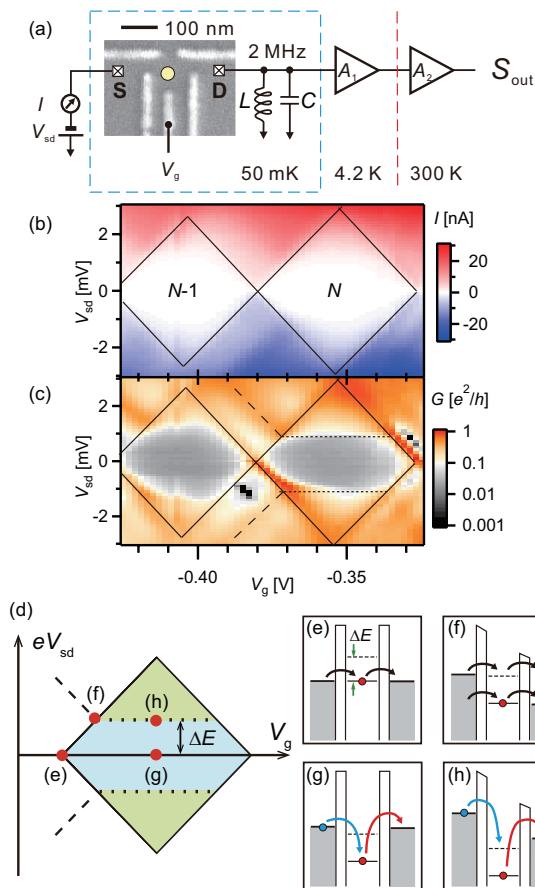 (a)
100 nm
2 MHz
S
D
I
V_sd
V_g
L
C
A_1
A_2
S_out
50 mK
4.2 K
300 K
(b)
V_sd [mV]
2
0
-2
N-1
N
I [nA]
20
0
-20
(c)
V_sd [mV]
2
0
-2
G [e^2/h]
1
0.1
0.01
0.001
-0.40
-0.35
V_g [V]
(d)
eV_sd
V_g
(f)
(h)
ΔE
(e)
(g)
(e)
ΔE
(f)
(g)
(h)